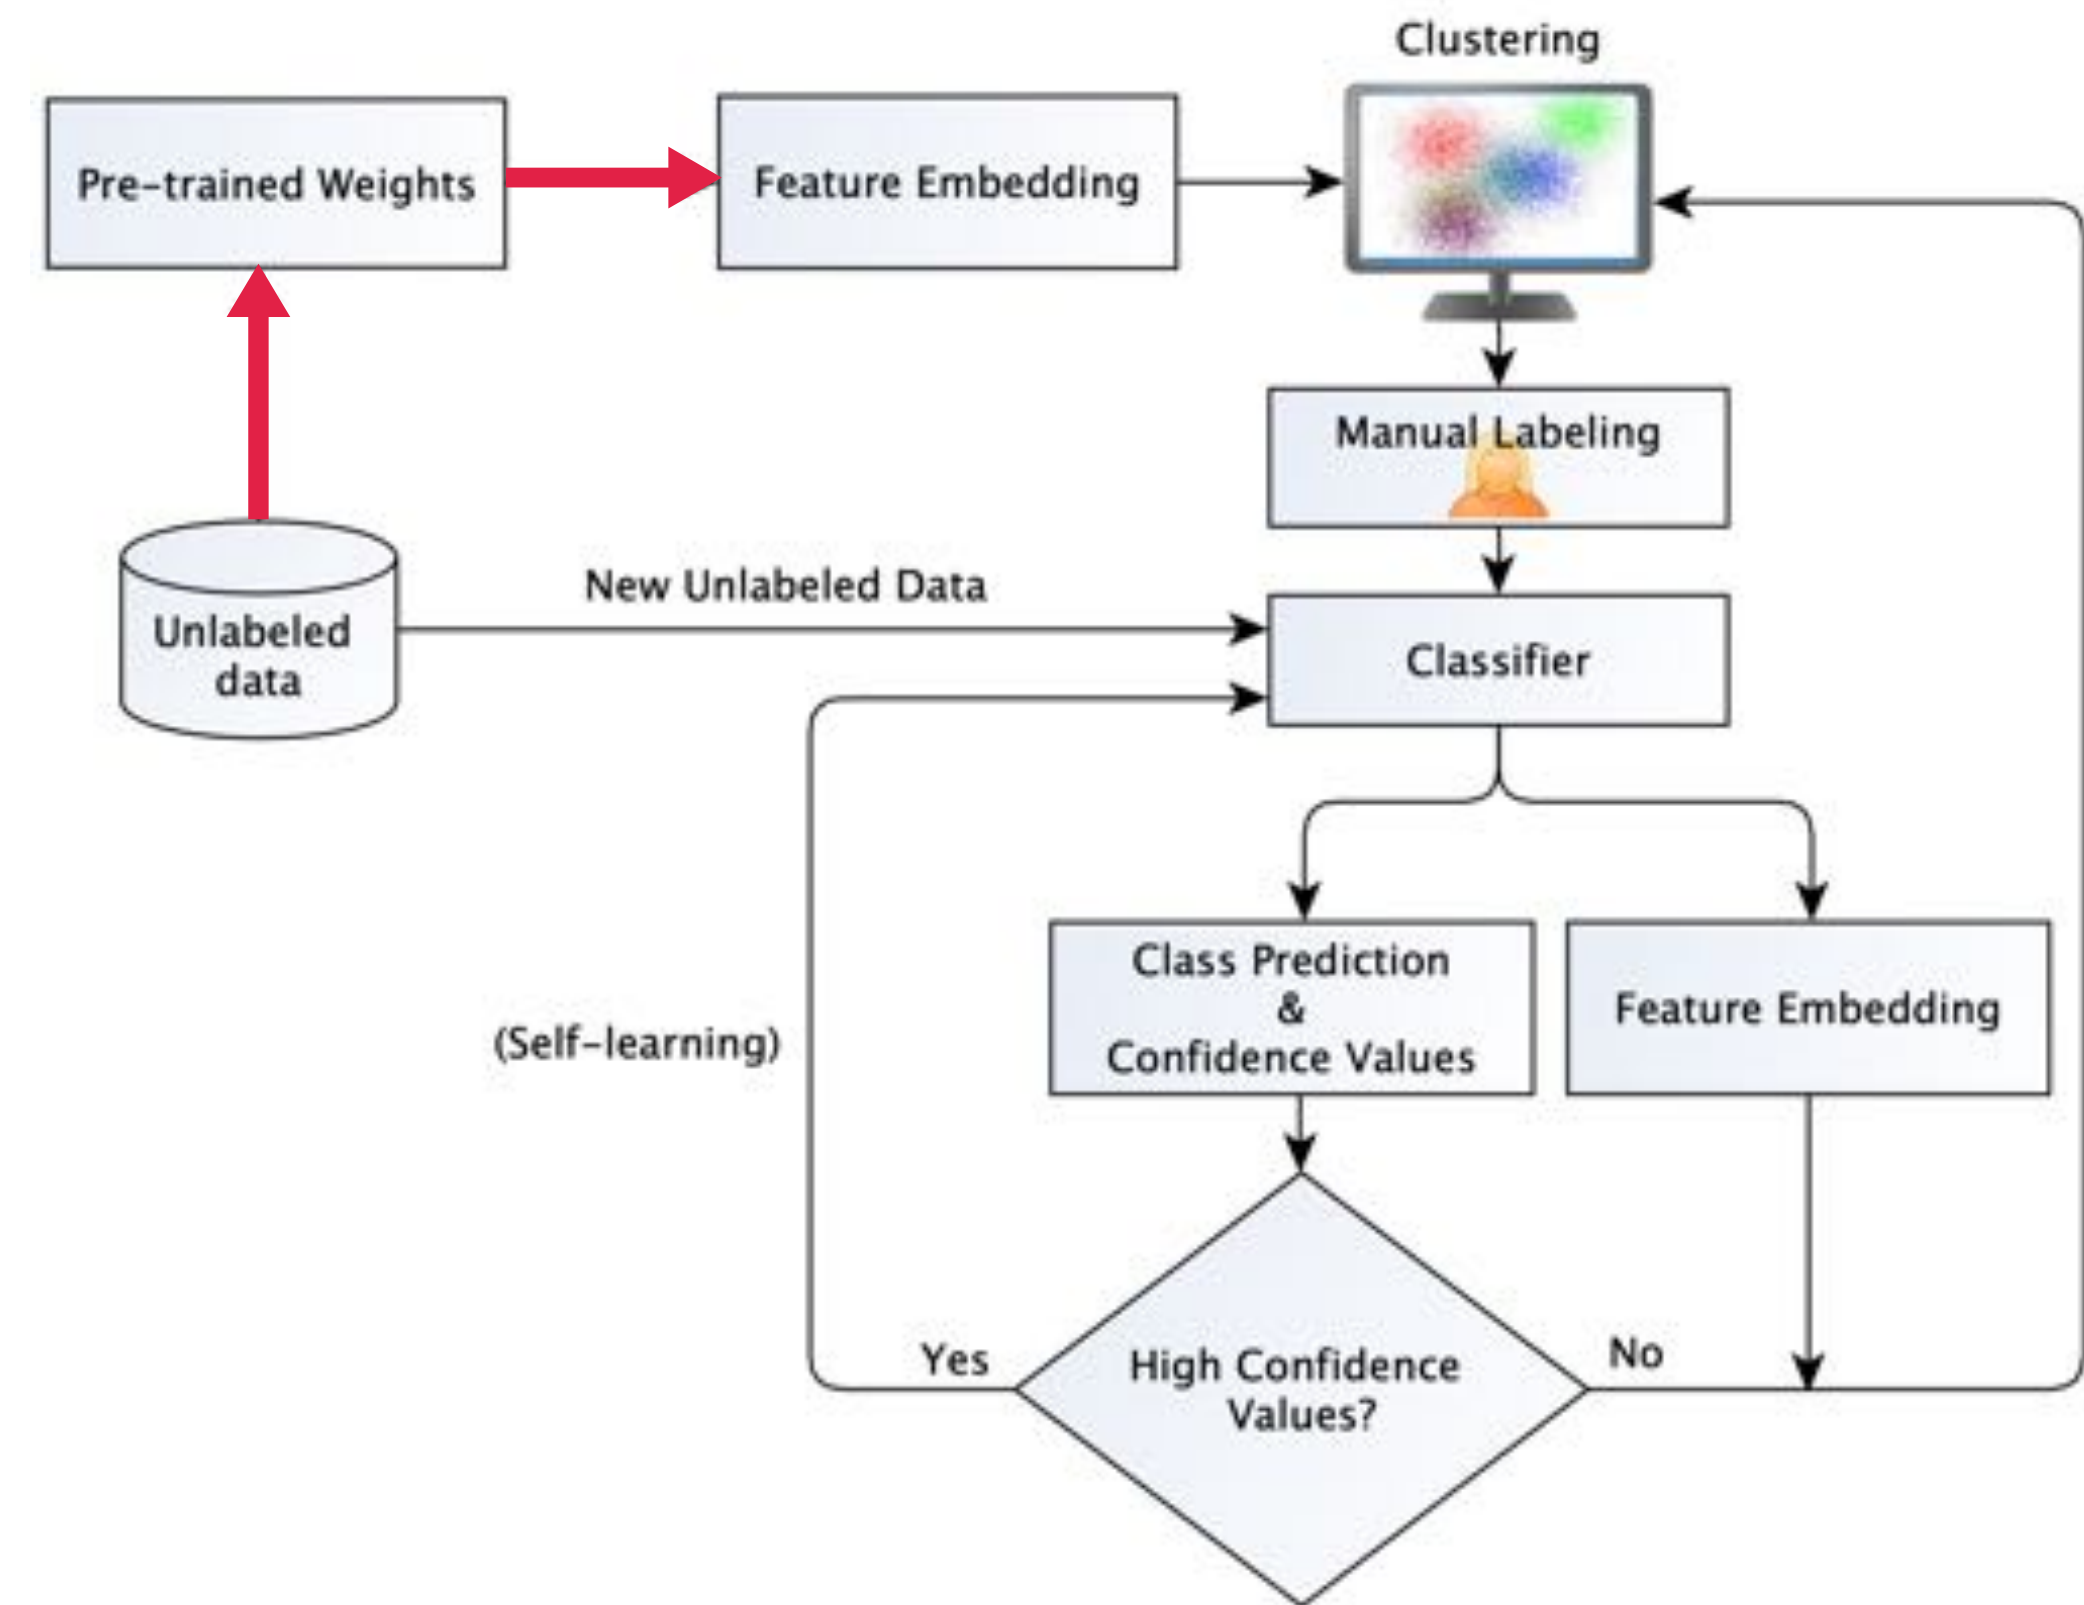 Clustering
Pre-trained Weights
Feature Embedding
Manual Labeling
New Unlabeled Data
Unlabeled
data
Classifier
Class Prediction
&
Confidence Values
Feature Embedding
(Self-learning)
Yes
High Confidence
Values?
No